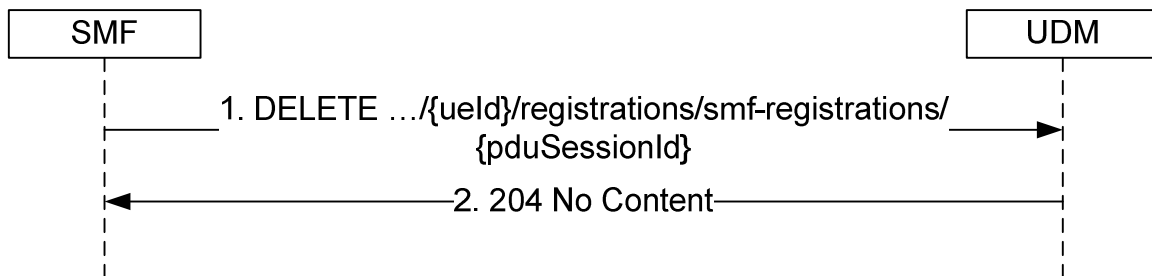 SMF
UDM
1. DELETE …/{ueId}/registrations/smf-registrations/
{pduSessionId}
2. 204 No Content